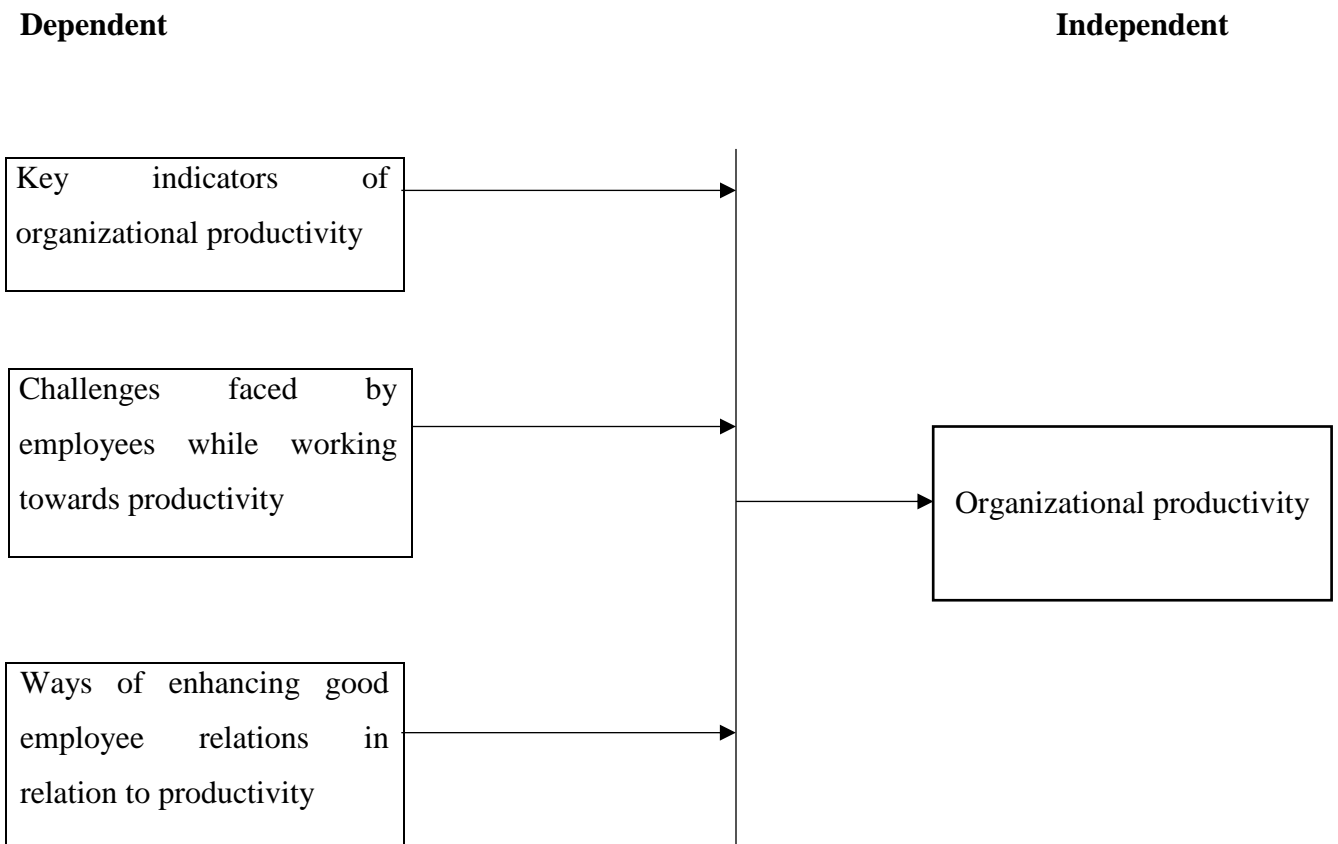 Dependent
Independent
Key indicators of
organizational productivity
Challenges faced by
employees while working
towards productivity
Organizational productivity
Ways of enhancing good
employee relations in
relation to productivity